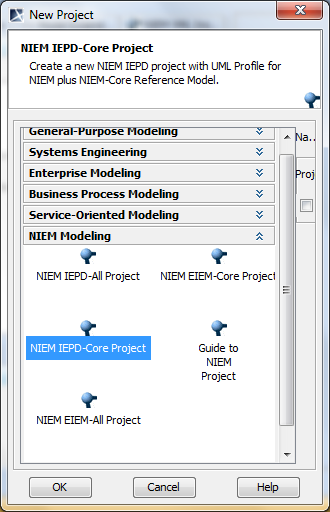 New Project
NIEM IEPD-Core Project
Create a new NIEM IEPD project with UML Profile for
NIEM plus NIEM-Core Reference Model.
General-Purpose Modeling
Na..
Systems Engineering
Enterprise Modeling
Proj
Business Process Modeling
Service-Oriented Modeling
NIEM Modeling
NIEM IEPD-All Project
NIEM EIEM-Core Project
NIEM IEPD-Core Project
Guide to
NIEM
Project
NIEM EIEM-All Project
OK
Cancel
Help